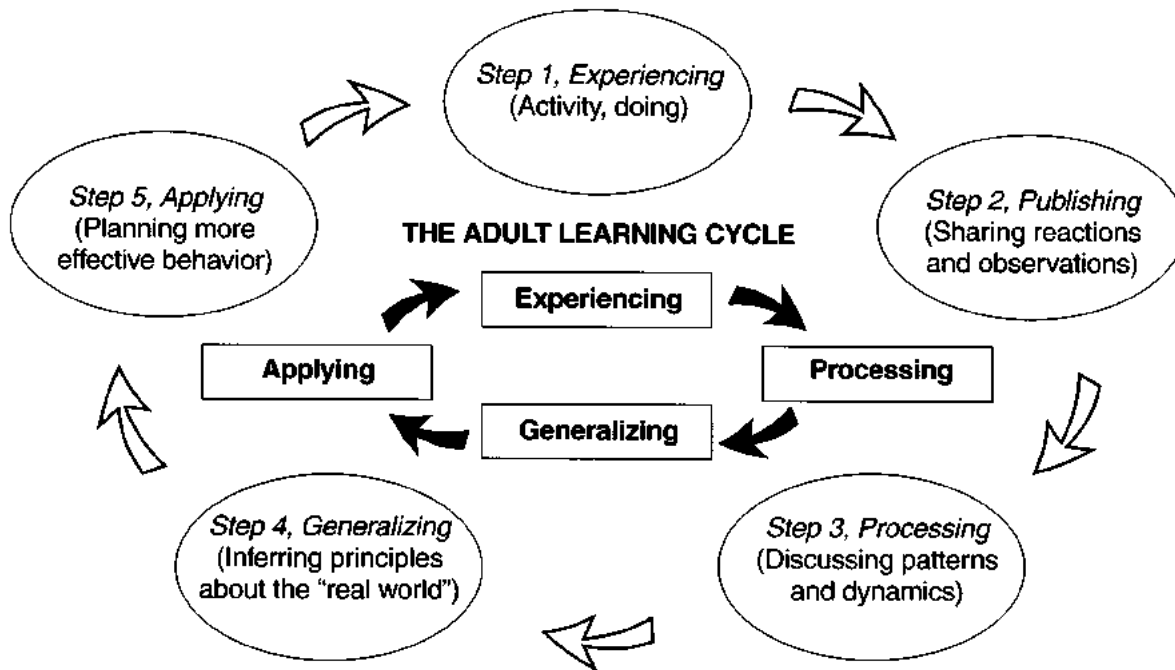 Step 1, Experiencing
(Activity, doing)
Step 2, Publishing
(Sharing reactions
and observations)
Step 3, Processing
(Discussing patterns
and dynamics)
Step 4, Generalizing
(Inferring principles
about the “real world”)
Step 5, Applying
(Planning more
effective behavior)
THE ADULT LEARNING CYCLE
Experiencing
Processing
Generalizing
Applying